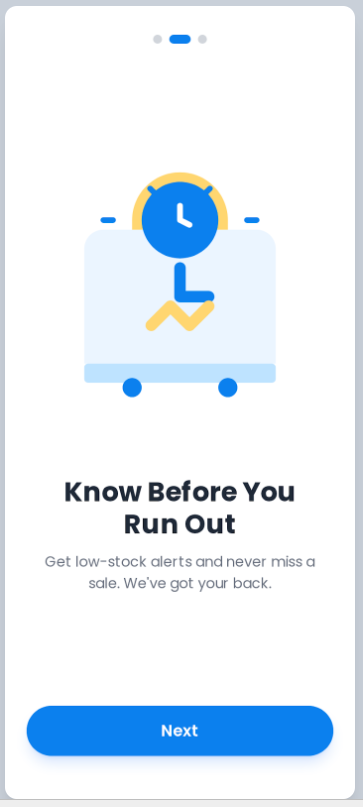 Know Before You
Run Out
Get low-stock alerts and never miss a
sale. We've got your back.
Next